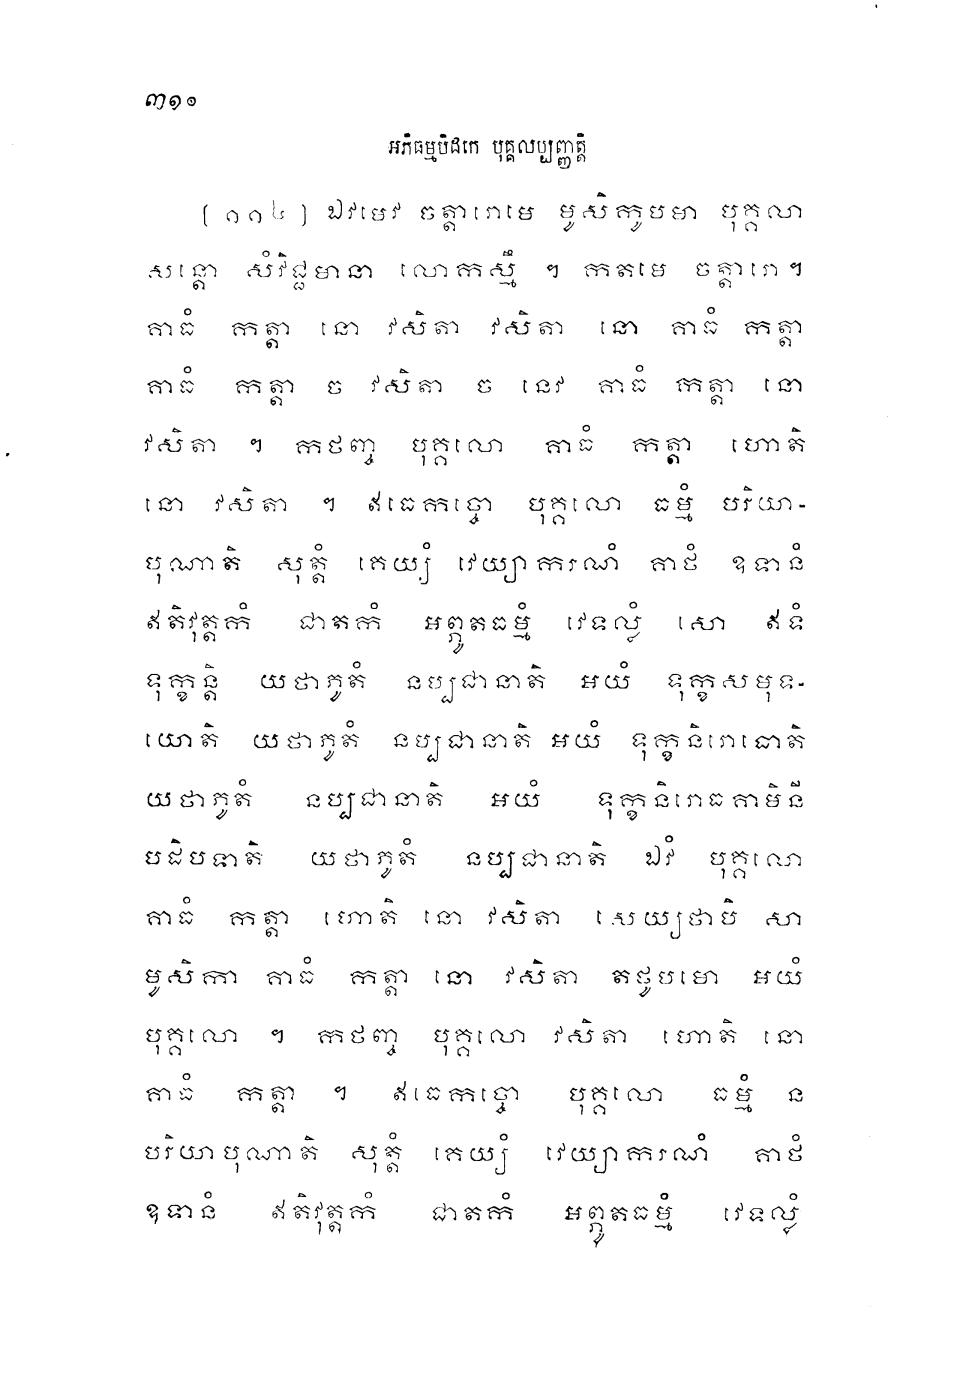 ៣១០
អភិធម្មបិដកេ បុគ្គលប្បញ្ញត្តិ
(១១៤) ឯវមេវ ចត្តារោមេ មូសិកូបមា បុគ្គលា
សន្តោ សំវិជ្ជមានា លោកស្មឹ ។ កតមេ ចត្តារោ។
គាធំ កត្តា នោ វសិតា វសិតា នោ គាធំ កត្តា
គាធំ កត្តា ច វសិតា ច នេវ គាធំ កត្តា នោ
វសិតា ។ កថញ្ច បុគ្គលោ គាធំ កត្តា ហោតិ
នោ វសិតា ។ ឥធេកច្ចោ បុគ្គលោ ធម្មំ បរិយា-
បុណាតិ សុត្តំ គេយ្យំ វេយ្យាករណំ គាថំ ឧទានំ
ឥតិវុត្តកំ ជាតកំ អព្ភូតធម្មំ វេទល្លំ សោ ឥទំ
ទុក្ខន្តិ យថាភូតំ នប្បជានាតិ អយំ ទុក្ខសមុទ-
យោតិ យថាភូតំ នប្បជានាតិ អយំ ទុក្ខនិរោធោតិ
យថាភូតំ នប្បជានាតិ អយំ ទុក្ខនិរោធគាមិនី
បដិបទាតិ យថាភូតំ នប្បជានាតិ ឯវំ បុគ្គលោ
គាធំ កត្តា ហោតិ នោ វសិតា សេយ្យថាបិ សា
មូសិកា គាធំ កត្តា នោ វសិតា តថូបមោ អយំ
បុគ្គលោ ។ កថញ្ច បុគ្គលោ វសិតា ហោតិ នោ
គាធំ កត្តា ។ ឥធេកច្ចោ បុគ្គលោ ធម្មំ ន
បរិយាបុណាតិ សុត្តំ គេយ្យំ វេយ្យាករណំ គាថំ
ឧទានំ ឥតិវុត្តកំ ជាតកំ អព្ភូតធម្មំ វេទល្លំ